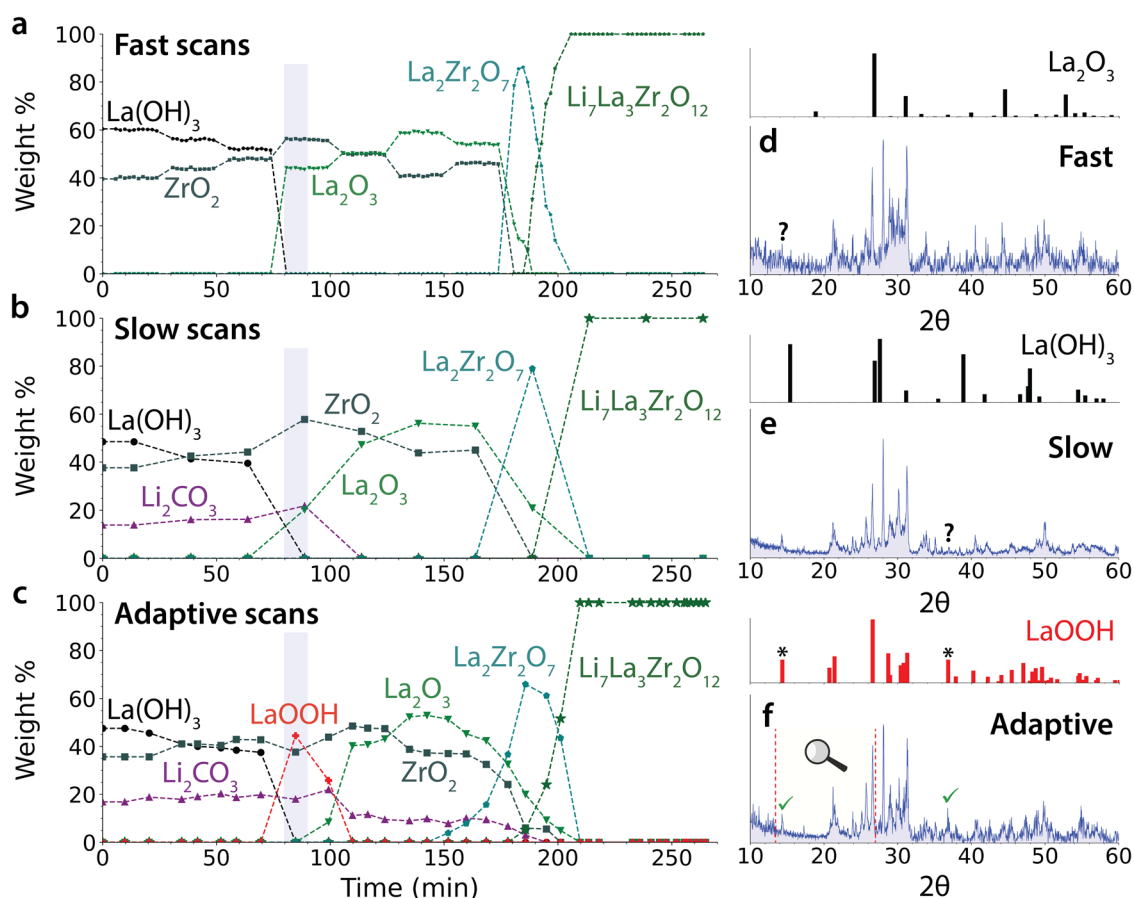 a
Fast scans
Weight %
100
80
60
40
20
0
La(OH)₃
ZrO₂
La₂O₃
La₂Zr₂O₇
Li₇La₃Zr₂O₁₂
0 50 100 150 200 250
b
Slow scans
Weight %
100
80
60
40
20
0
La(OH)₃
ZrO₂
Li₂CO₃
La₂O₃
La₂Zr₂O₇
Li₇La₃Zr₂O₁₂
0 50 100 150 200 250
c
Adaptive scans
Weight %
100
80
60
40
20
0
La(OH)₃
LaOOH
Li₂CO₃
La₂O₃
ZrO₂
La₂Zr₂O₇
Li₇La₃Zr₂O₁₂
0 50 100 150 200 250
Time (min)
La₂O₃
d
Fast
?
10 20 30 40 50 60
2θ
La(OH)₃
e
Slow
?
10 20 30 40 50 60
2θ
LaOOH
* *
f
Adaptive
✓ ✓
10 20 30 40 50 60
2θ